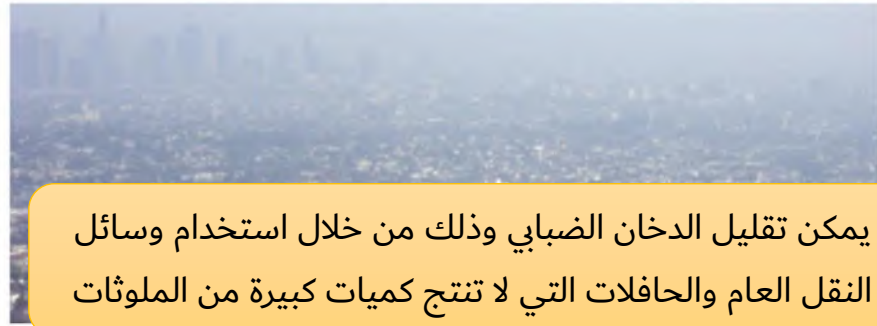 يمكن تقليل الدخان الضبابي وذلك من خلال استخدام وسائل
النقل العام والحافلات التي لا تنتج كميات كبيرة من الملوثات